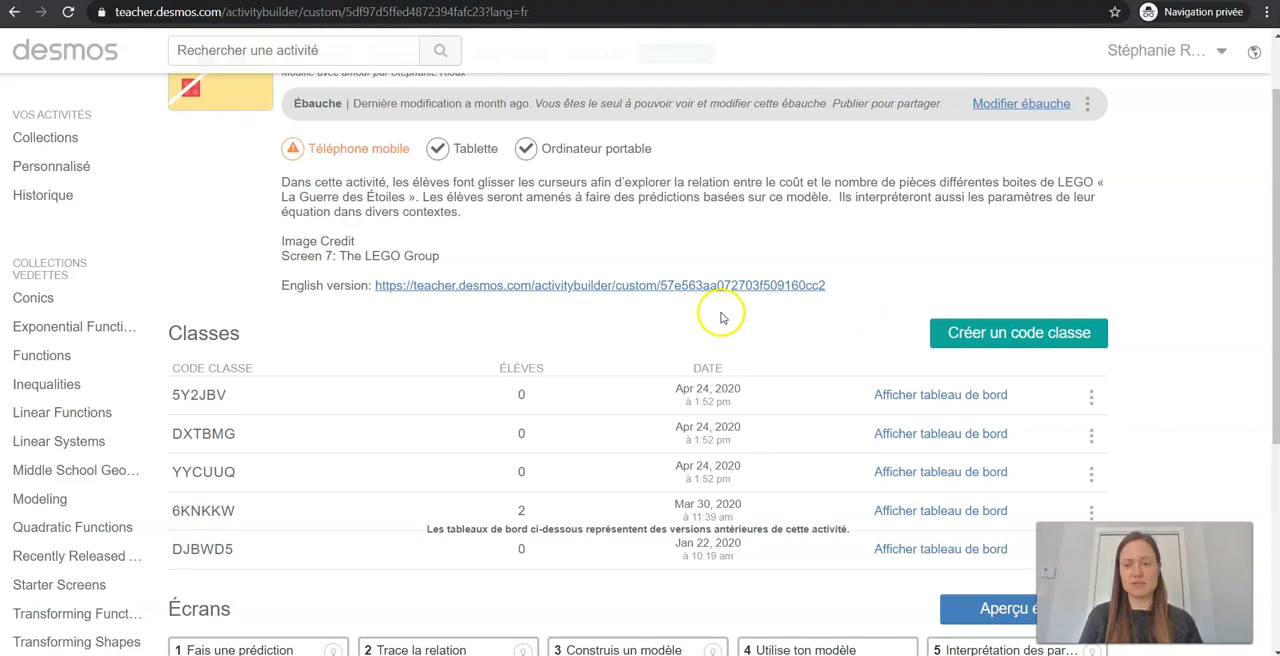 teacher.desmos.com/activitybuilder/custom/5df97d5ffed4872394fafc23?lang=fr
Navigation privée
desmos
Rechercher une activité
Stéphanie R...
Modifié avec amour par Stéphanie Rioux
Ébauche | Dernière modification a month ago. Vous êtes le seul à pouvoir voir et modifier cette ébauche. Publier pour partager.
Modifier ébauche
VOS ACTIVITÉS
Collections
Personnalisé
Historique
COLLECTIONS
VEDETTES
Conics
Exponential Functi...
Functions
Inequalities
Linear Functions
Linear Systems
Middle School Geo...
Modeling
Quadratic Functions
Recently Released ...
Starter Screens
Transforming Funct...
Transforming Shapes
Téléphone mobile
Tablette
Ordinateur portable
Dans cette activité, les élèves font glisser les curseurs afin d'explorer la relation entre le coût et le nombre de pièces différentes boites de LEGO «
La Guerre des Étoiles ». Les élèves seront amenés à faire des prédictions basées sur ce modèle. Ils interpréteront aussi les paramètres de leur
équation dans divers contextes.
Image Credit
Screen 7: The LEGO Group
English version: https://teacher.desmos.com/activitybuilder/custom/57e563aa072703f509160cc2
Classes
Créer un code classe
CODE CLASSE ÉLÈVES DATE
5Y2JBV 0 Apr 24, 2020 Afficher tableau de bord
à 1:52 pm
DXTBMG 0 Apr 24, 2020 Afficher tableau de bord
à 1:52 pm
YYCUUQ 0 Apr 24, 2020 Afficher tableau de bord
à 1:52 pm
6KNKKW 2 Mar 30, 2020 Afficher tableau de bord
à 11:39 am
Les tableaux de bord ci-dessous représentent des versions antérieures de cette activité.
DJBWD5 0 Jan 22, 2020 Afficher tableau de bord
à 10:19 am
Écrans
Aperçu
1 Fais une prédiction
2 Trace la relation
3 Construis un modèle
4 Utilise ton modèle
5 Interprétation des par...